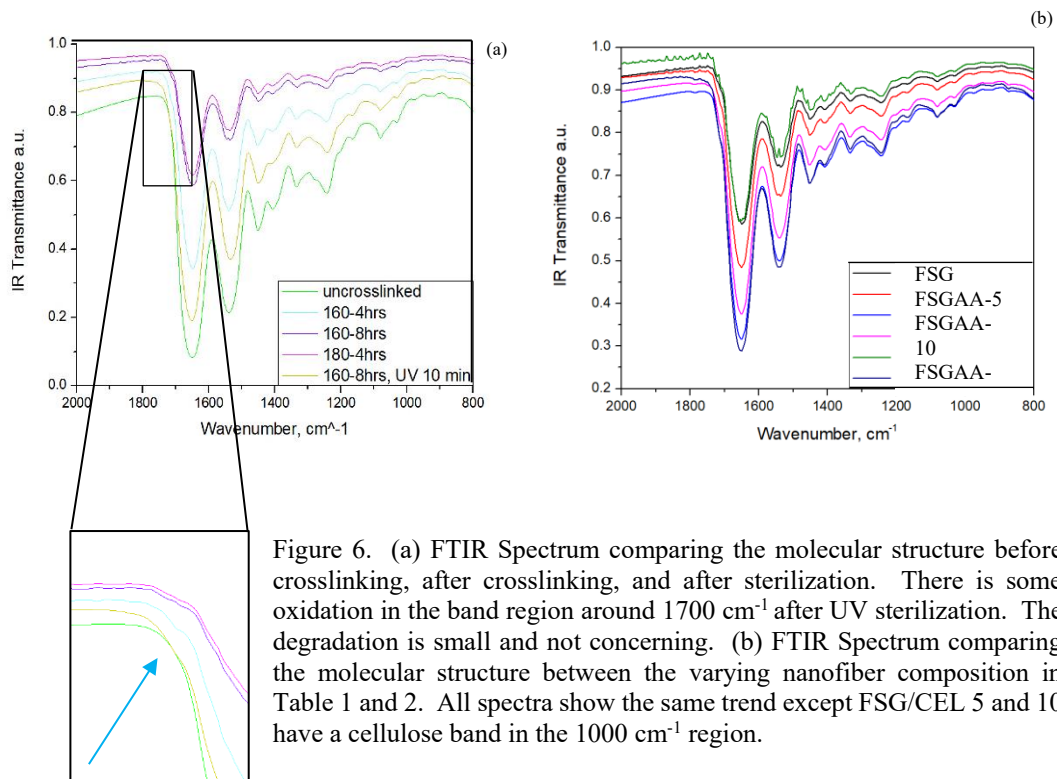 (a)
1.0
0.8
0.6
0.4
0.2
0.0
IR Transmittance a.u.
uncrosslinked
160-4hrs
160-8hrs
180-4hrs
160-8hrs, UV 10 min
2000 1800 1600 1400 1200 1000 800
Wavenumber, cm^-1
(b)
1.0
0.9
0.8
0.7
0.6
0.5
0.4
0.3
0.2
IR Transmittance a.u.
FSG
FSGAA-5
FSGAA-
10
FSGAA-
2000 1800 1600 1400 1200 1000 800
Wavenumber, cm-1
Figure 6. (a) FTIR Spectrum comparing the molecular structure before
crosslinking, after crosslinking, and after sterilization. There is some
oxidation in the band region around 1700 cm-1 after UV sterilization. The
degradation is small and not concerning. (b) FTIR Spectrum comparing
the molecular structure between the varying nanofiber composition in
Table 1 and 2. All spectra show the same trend except FSG/CEL 5 and 10
have a cellulose band in the 1000 cm-1 region.